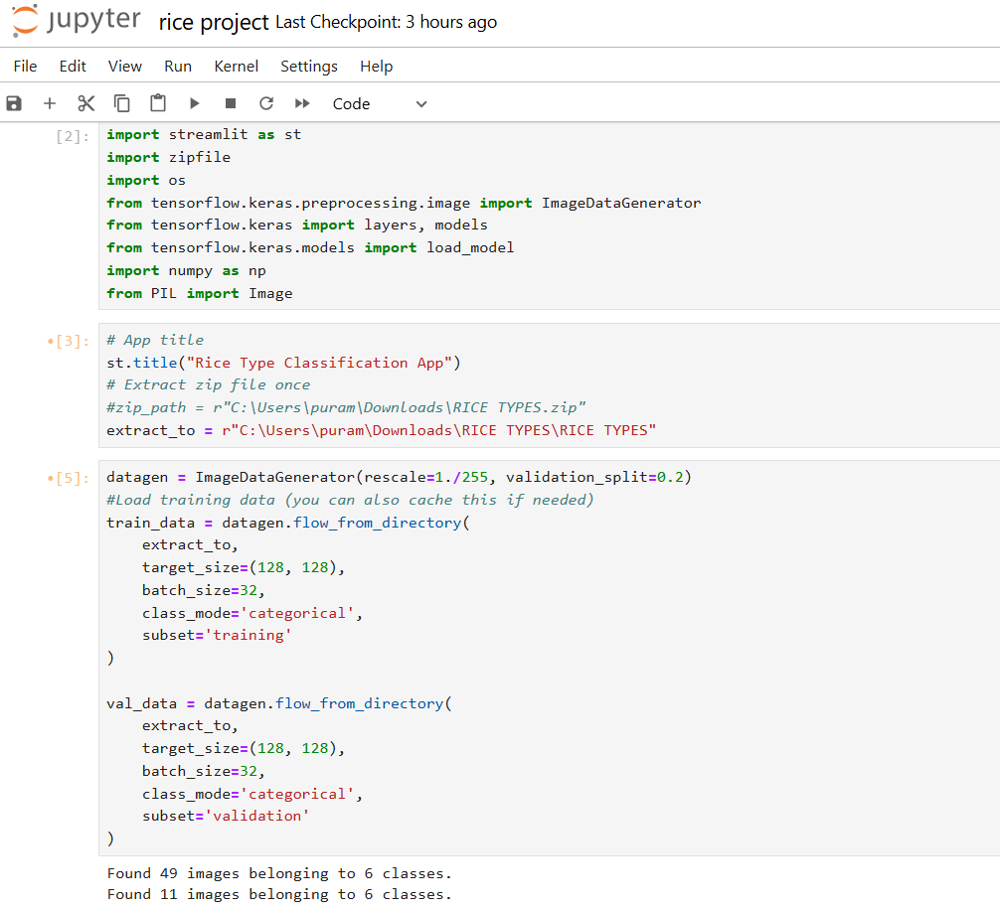 jupyter rice project Last Checkpoint: 3 hours ago
File Edit View Run Kernel Settings Help
Code
[2]: import streamlit as st
import zipfile
import os
from tensorflow.keras.preprocessing.image import ImageDataGenerator
from tensorflow.keras import layers, models
from tensorflow.keras.models import load_model
import numpy as np
from PIL import Image
•[3]: # App title
st.title("Rice Type Classification App")
# Extract zip file once
#zip_path = r"C:\Users\puram\Downloads\RICE TYPES.zip"
extract_to = r"C:\Users\puram\Downloads\RICE TYPES\RICE TYPES"
•[5]: datagen = ImageDataGenerator(rescale=1./255, validation_split=0.2)
#Load training data (you can also cache this if needed)
train_data = datagen.flow_from_directory(
    extract_to,
    target_size=(128, 128),
    batch_size=32,
    class_mode='categorical',
    subset='training'
)
val_data = datagen.flow_from_directory(
    extract_to,
    target_size=(128, 128),
    batch_size=32,
    class_mode='categorical',
    subset='validation'
)
Found 49 images belonging to 6 classes.
Found 11 images belonging to 6 classes.